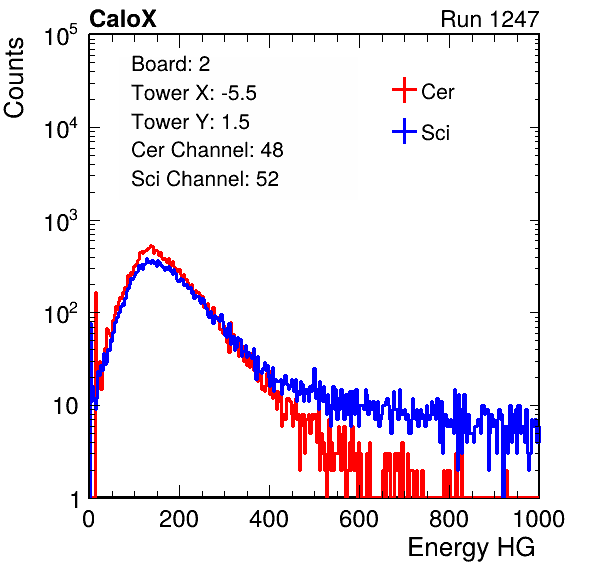 CaloX Run 1247
Counts
Board: 2
Tower X: -5.5
Tower Y: 1.5
Cer Channel: 48
Sci Channel: 52
Cer
Sci
10^5
10^4
10^3
10^2
10
1
0 200 400 600 800 1000
Energy HG